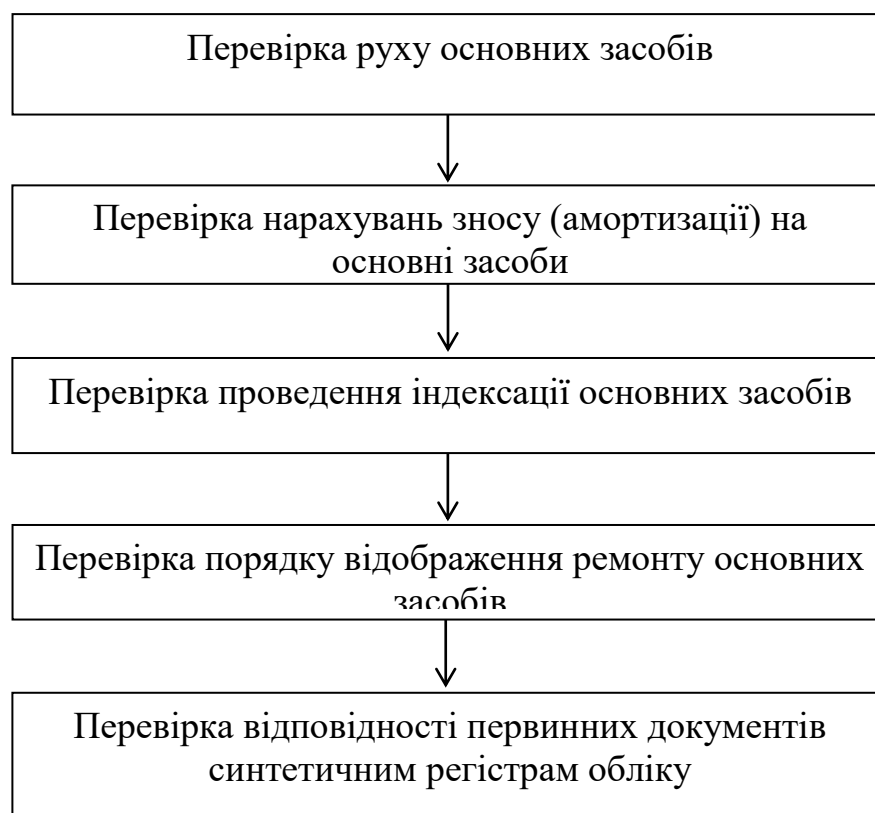 Перевірка руху основних засобів
Перевірка нарахувань зносу (амортизації) на
основні засоби
Перевірка проведення індексації основних засобів
Перевірка порядку відображення ремонту основних
засобів
Перевірка відповідності первинних документів
синтетичним регістрам обліку